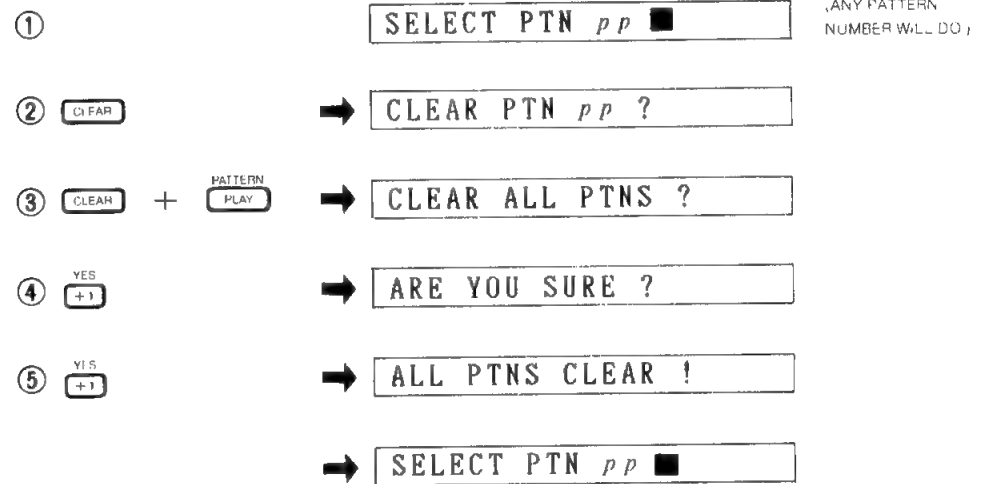 ① SELECT PTN pp ■ (ANY PATTERN
NUMBER WILL DO)
② CLEAR ➡ CLEAR PTN pp ?
PATTERN
③ CLEAR + PLAY ➡ CLEAR ALL PTNS ?
YES
④ +1 ➡ ARE YOU SURE ?
YES
⑤ +1 ➡ ALL PTNS CLEAR !
➡ SELECT PTN pp ■